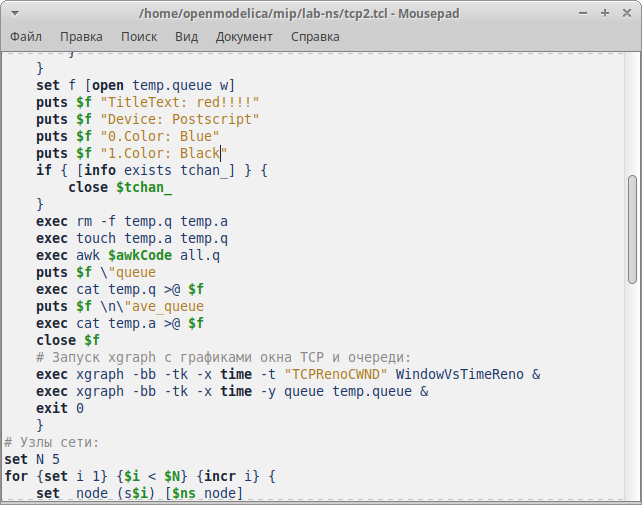 /home/openmodelica/mip/lab-ns/tcp2.tcl - Mousepad
Файл Правка Поиск Вид Документ Справка
}
}
set f [open temp.queue w]
puts $f "TitleText: red!!!!"
puts $f "Device: Postscript"
puts $f "0.Color: Blue"
puts $f "1.Color: Black"
if { [info exists tchan_] } {
close $tchan_
}
exec rm -f temp.q temp.a
exec touch temp.a temp.q
exec awk $awkCode all.q
puts $f \"queue
exec cat temp.q >@ $f
puts $f \n\"ave_queue
exec cat temp.a >@ $f
close $f
# Запуск xgraph с графиками окна TCP и очереди:
exec xgraph -bb -tk -x time -t "TCPRenoCWND" WindowVsTimeReno &
exec xgraph -bb -tk -x time -y queue temp.queue &
exit 0
}
# Узлы сети:
set N 5
for {set i 1} {$i < $N} {incr i} {
set node_(s$i) [$ns node]